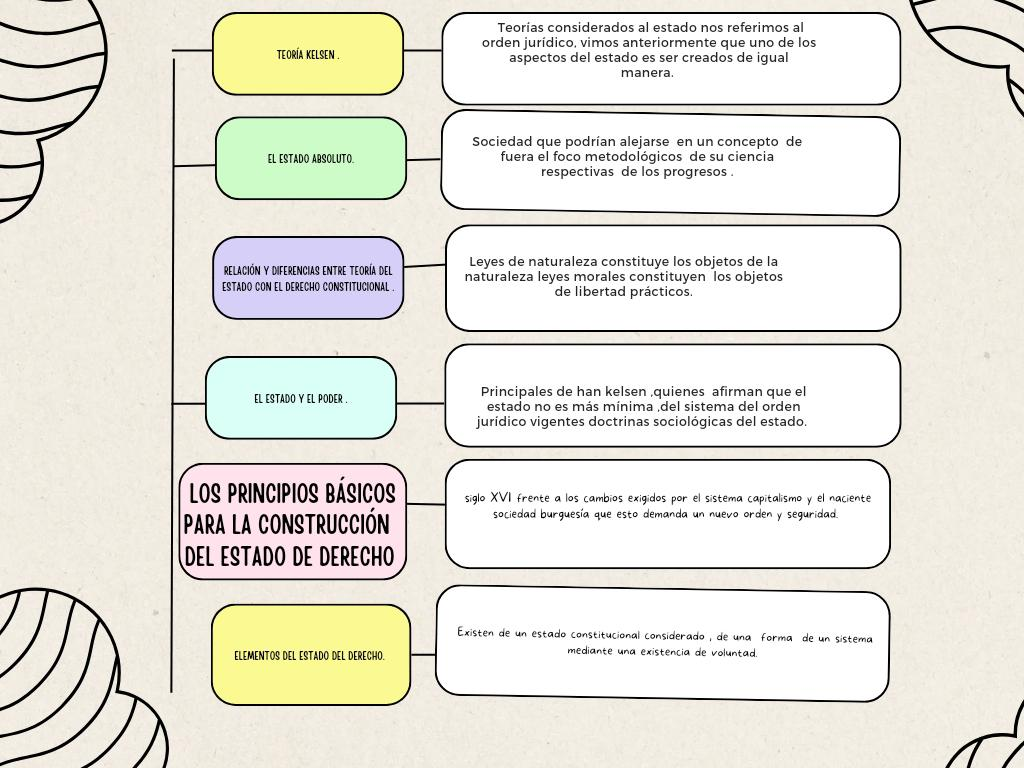 TEORÍA KELSEN .
Teorías considerados al estado nos referimos al
orden jurídico, vimos anteriormente que uno de los
aspectos del estado es ser creados de igual
manera.
EL ESTADO ABSOLUTO.
Sociedad que podrían alejarse en un concepto de
fuera el foco metodológicos de su ciencia
respectivas de los progresos .
RELACIÓN Y DIFERENCIAS ENTRE TEORÍA DEL
ESTADO CON EL DERECHO CONSTITUCIONAL .
Leyes de naturaleza constituye los objetos de la
naturaleza leyes morales constituyen los objetos
de libertad prácticos.
EL ESTADO Y EL PODER .
Principales de han kelsen ,quienes afirman que el
estado no es más mínima ,del sistema del orden
jurídico vigentes doctrinas sociológicas del estado.
LOS PRINCIPIOS BÁSICOS
PARA LA CONSTRUCCIÓN
DEL ESTADO DE DERECHO
siglo XVI frente a los cambios exigidos por el sistema capitalismo y el naciente
sociedad burguesía que esto demanda un nuevo orden y seguridad.
ELEMENTOS DEL ESTADO DEL DERECHO.
Existen de un estado constitucional considerado , de una forma de un sistema
mediante una existencia de voluntad.